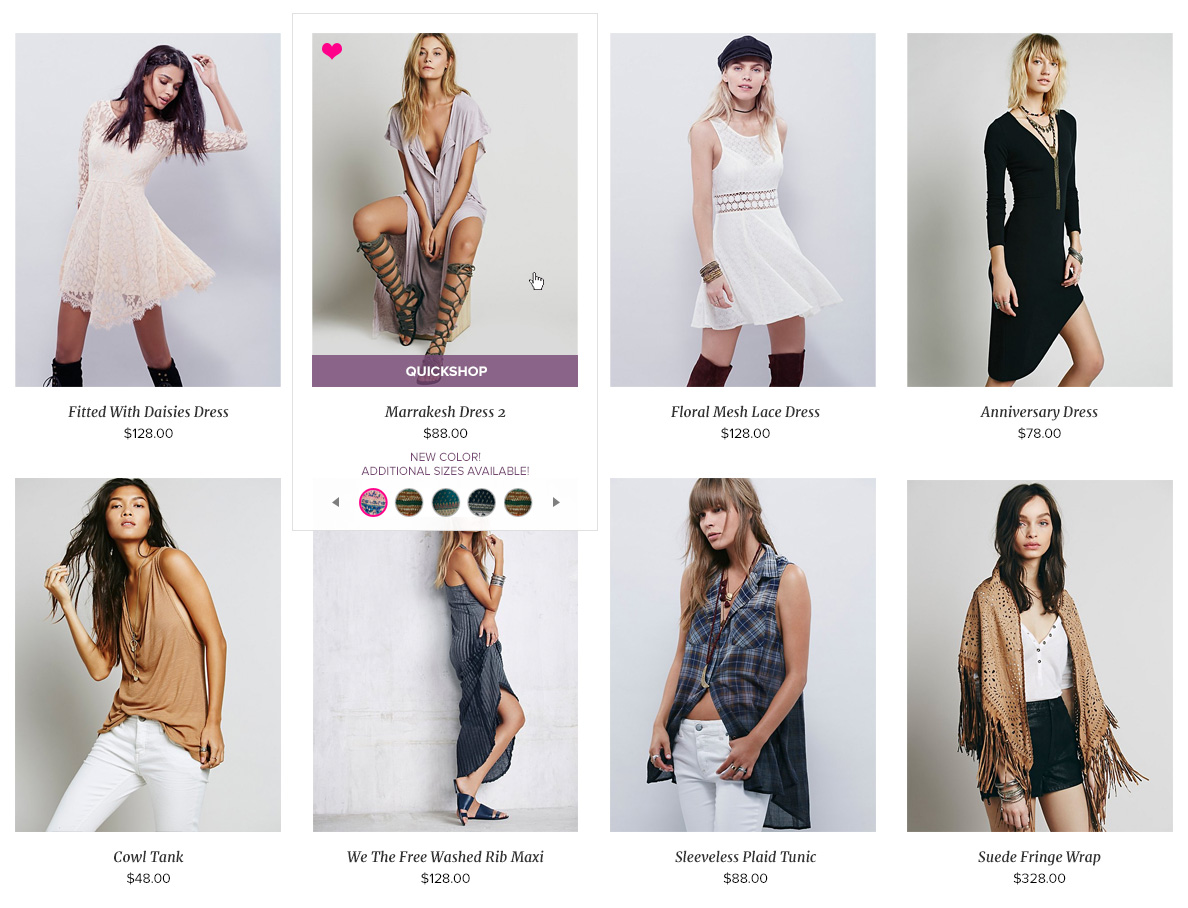 QUICKSHOP
Fitted With Daisies Dress
$128.00
Marrakesh Dress 2
$88.00
NEW COLOR!
ADDITIONAL SIZES AVAILABLE!
Floral Mesh Lace Dress
$128.00
Anniversary Dress
$78.00
Cowl Tank
$48.00
We The Free Washed Rib Maxi
$128.00
Sleeveless Plaid Tunic
$88.00
Suede Fringe Wrap
$328.00